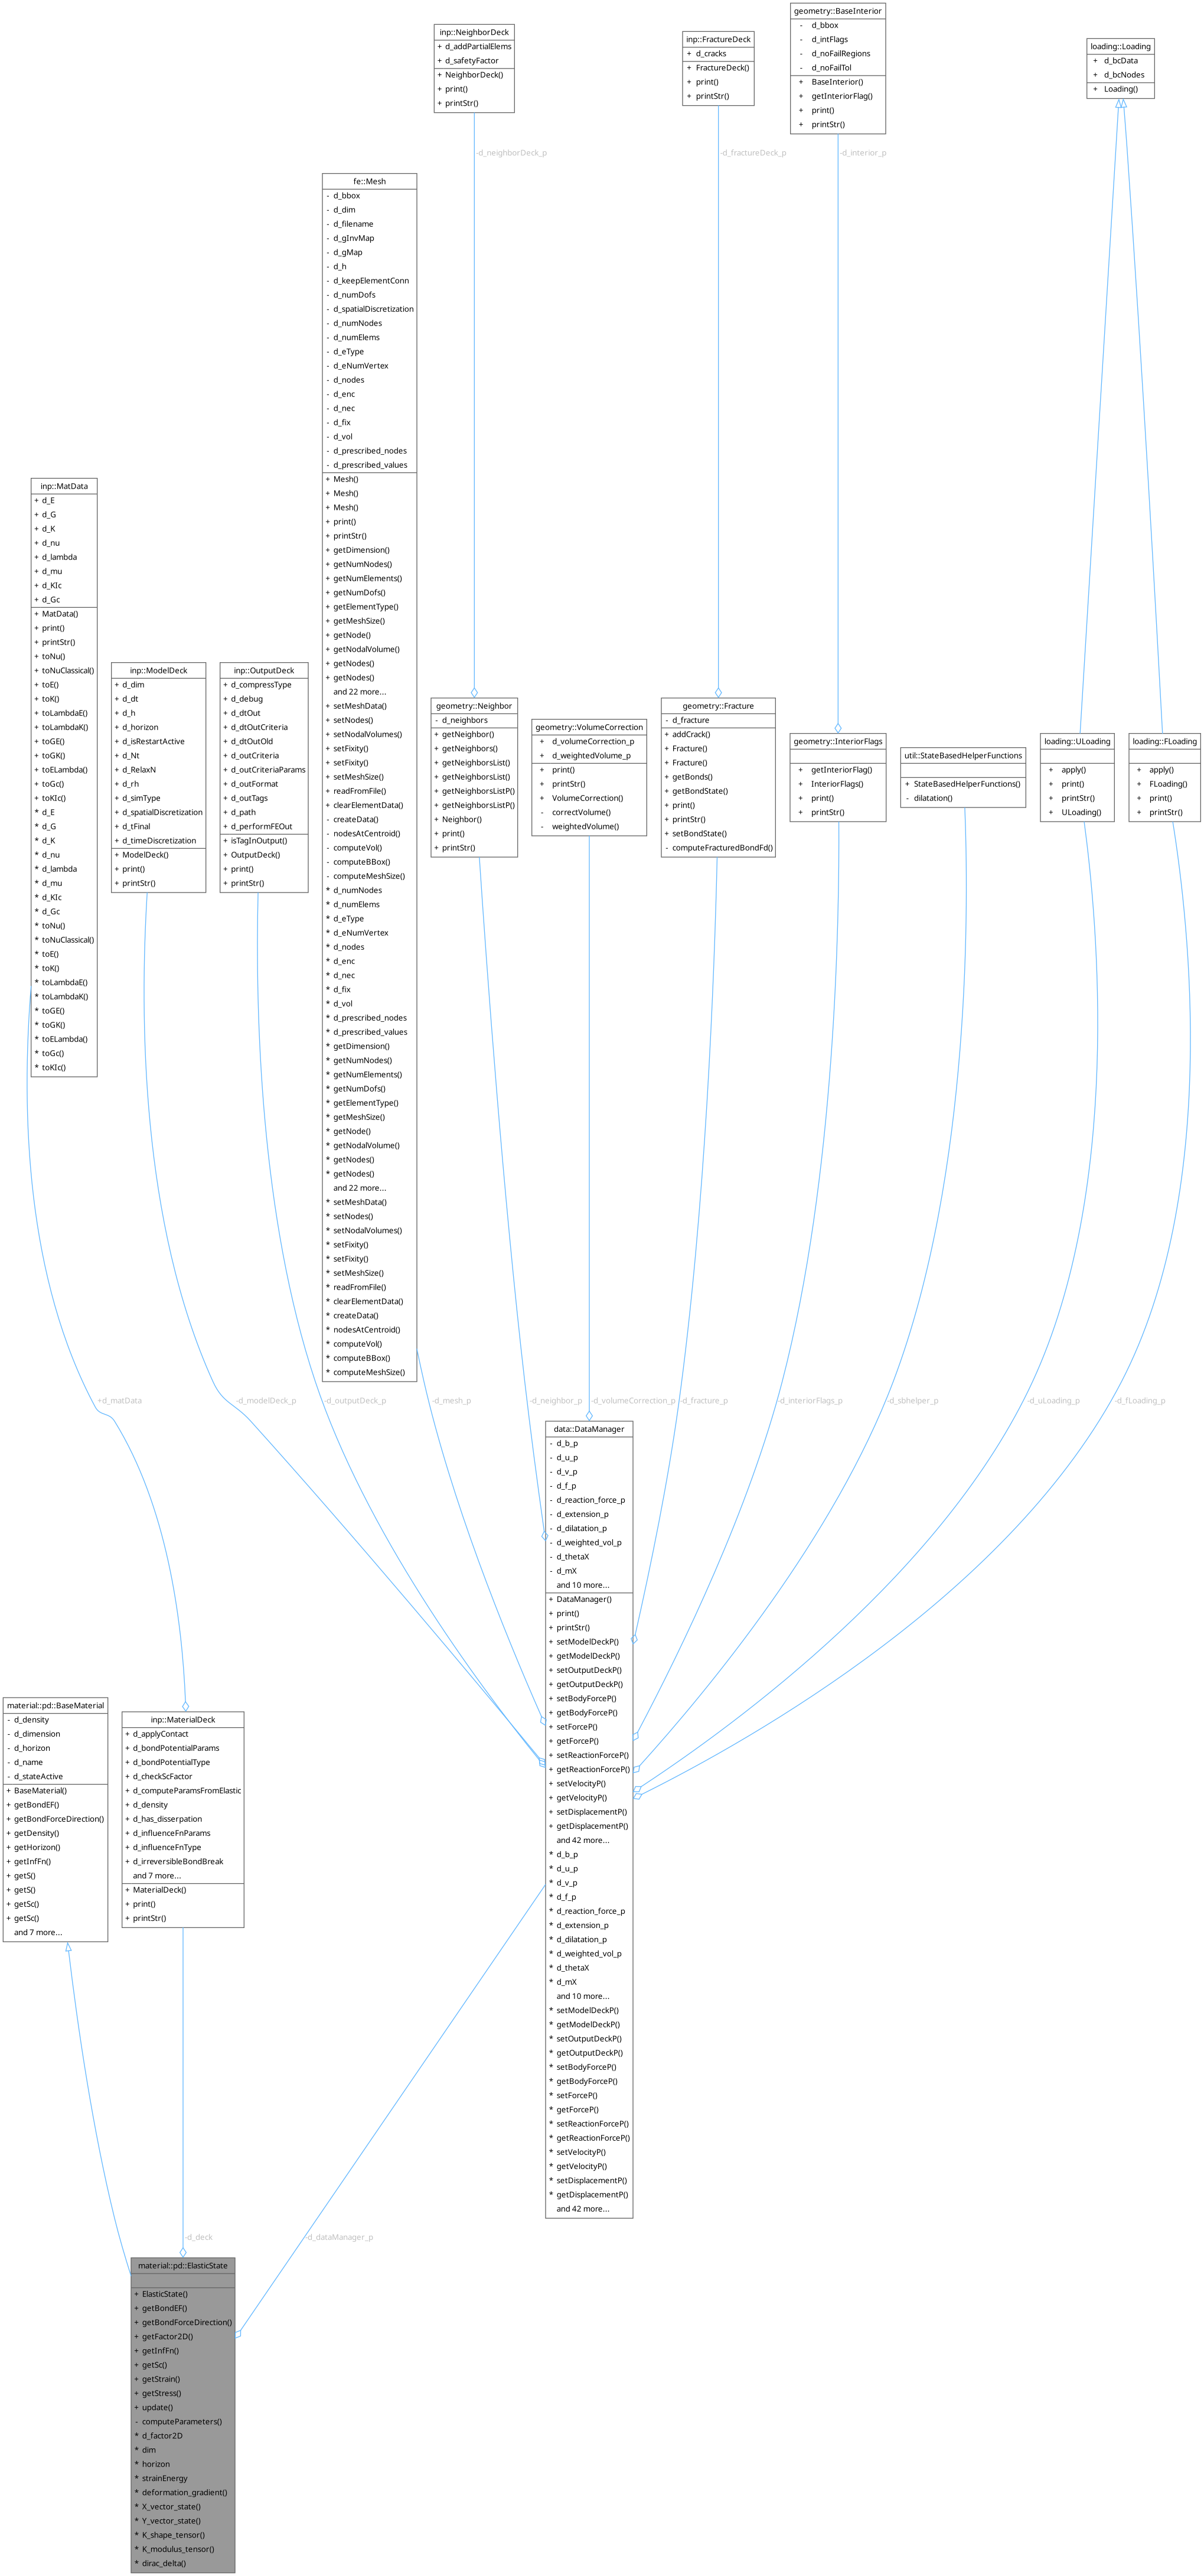 geometry::BaseInterior
- d_bbox
- d_intFlags
- d_noFailRegions
- d_noFailTol
+ BaseInterior()
+ getInteriorFlag()
+ print()
+ printStr()
inp::NeighborDeck
+ d_addPartialElems
+ d_safetyFactor
+ NeighborDeck()
+ print()
+ printStr()
inp::FractureDeck
+ d_cracks
+ FractureDeck()
+ print()
+ printStr()
loading::Loading
+ d_bcData
+ d_bcNodes
+ Loading()
-d_neighborDeck_p
-d_fractureDeck_p
-d_interior_p
fe::Mesh
- d_bbox
- d_dim
- d_filename
- d_gInvMap
- d_gMap
- d_h
- d_keepElementConn
- d_numDofs
- d_spatialDiscretization
- d_numNodes
- d_numElems
- d_eType
- d_eNumVertex
- d_nodes
- d_enc
- d_nec
- d_fix
- d_vol
- d_prescribed_nodes
- d_prescribed_values
+ Mesh()
+ Mesh()
+ Mesh()
+ print()
+ printStr()
+ getDimension()
+ getNumNodes()
+ getNumElements()
+ getNumDofs()
+ getElementType()
+ getMeshSize()
+ getNode()
+ getNodalVolume()
+ getNodes()
+ getNodes()
and 22 more...
+ setMeshData()
+ setNodes()
+ setNodalVolumes()
+ setFixity()
+ setFixity()
+ setMeshSize()
+ readFromFile()
+ clearElementData()
- createData()
- nodesAtCentroid()
- computeVol()
- computeBBox()
- computeMeshSize()
* d_numNodes
* d_numElems
* d_eType
* d_eNumVertex
* d_nodes
* d_enc
* d_nec
* d_fix
* d_vol
* d_prescribed_nodes
* d_prescribed_values
* getDimension()
* getNumNodes()
* getNumElements()
* getNumDofs()
* getElementType()
* getMeshSize()
* getNode()
* getNodalVolume()
* getNodes()
* getNodes()
and 22 more...
* setMeshData()
* setNodes()
* setNodalVolumes()
* setFixity()
* setFixity()
* setMeshSize()
* readFromFile()
* clearElementData()
* createData()
* nodesAtCentroid()
* computeVol()
* computeBBox()
* computeMeshSize()
inp::MatData
+ d_E
+ d_G
+ d_K
+ d_nu
+ d_lambda
+ d_mu
+ d_KIc
+ d_Gc
+ MatData()
+ print()
+ printStr()
+ toNu()
+ toNuClassical()
+ toE()
+ toK()
+ toLambdaE()
+ toLambdaK()
+ toGE()
+ toGK()
+ toELambda()
+ toGc()
+ toKIc()
* d_E
* d_G
* d_K
* d_nu
* d_lambda
* d_mu
* d_KIc
* d_Gc
* toNu()
* toNuClassical()
* toE()
* toK()
* toLambdaE()
* toLambdaK()
* toGE()
* toGK()
* toELambda()
* toGc()
* toKIc()
inp::ModelDeck
+ d_dim
+ d_dt
+ d_h
+ d_horizon
+ d_isRestartActive
+ d_Nt
+ d_RelaxN
+ d_rh
+ d_simType
+ d_spatialDiscretization
+ d_tFinal
+ d_timeDiscretization
+ ModelDeck()
+ print()
+ printStr()
inp::OutputDeck
+ d_compressType
+ d_debug
+ d_dtOut
+ d_dtOutCriteria
+ d_dtOutOld
+ d_outCriteria
+ d_outCriteriaParams
+ d_outFormat
+ d_outTags
+ d_path
+ d_performFEOut
+ isTagInOutput()
+ OutputDeck()
+ print()
+ printStr()
geometry::Neighbor
- d_neighbors
+ getNeighbor()
+ getNeighbors()
+ getNeighborsList()
+ getNeighborsList()
+ getNeighborsListP()
+ getNeighborsListP()
+ Neighbor()
+ print()
+ printStr()
geometry::VolumeCorrection
+ d_volumeCorrection_p
+ d_weightedVolume_p
+ print()
+ printStr()
+ VolumeCorrection()
- correctVolume()
- weightedVolume()
geometry::Fracture
- d_fracture
+ addCrack()
+ Fracture()
+ Fracture()
+ getBonds()
+ getBondState()
+ print()
+ printStr()
+ setBondState()
- computeFracturedBondFd()
geometry::InteriorFlags
+ getInteriorFlag()
+ InteriorFlags()
+ print()
+ printStr()
util::StateBasedHelperFunctions
+ StateBasedHelperFunctions()
- dilatation()
loading::ULoading
+ apply()
+ print()
+ printStr()
+ ULoading()
loading::FLoading
+ apply()
+ FLoading()
+ print()
+ printStr()
+d_matData
-d_modelDeck_p
-d_outputDeck_p
-d_mesh_p
-d_neighbor_p
-d_volumeCorrection_p
-d_fracture_p
-d_interiorFlags_p
-d_sbhelper_p
-d_uLoading_p
-d_fLoading_p
data::DataManager
- d_b_p
- d_u_p
- d_v_p
- d_f_p
- d_reaction_force_p
- d_extension_p
- d_dilatation_p
- d_weighted_vol_p
- d_thetaX
- d_mX
and 10 more...
+ DataManager()
+ print()
+ printStr()
+ setModelDeckP()
+ getModelDeckP()
+ setOutputDeckP()
+ getOutputDeckP()
+ setBodyForceP()
+ getBodyForceP()
+ setForceP()
+ getForceP()
+ setReactionForceP()
+ getReactionForceP()
+ setVelocityP()
+ getVelocityP()
+ setDisplacementP()
+ getDisplacementP()
and 42 more...
* d_b_p
* d_u_p
* d_v_p
* d_f_p
* d_reaction_force_p
* d_extension_p
* d_dilatation_p
* d_weighted_vol_p
* d_thetaX
* d_mX
and 10 more...
* setModelDeckP()
* getModelDeckP()
* setOutputDeckP()
* getOutputDeckP()
* setBodyForceP()
* getBodyForceP()
* setForceP()
* getForceP()
* setReactionForceP()
* getReactionForceP()
* setVelocityP()
* getVelocityP()
* setDisplacementP()
* getDisplacementP()
and 42 more...
material::pd::BaseMaterial
- d_density
- d_dimension
- d_horizon
- d_name
- d_stateActive
+ BaseMaterial()
+ getBondEF()
+ getBondForceDirection()
+ getDensity()
+ getHorizon()
+ getInfFn()
+ getS()
+ getS()
+ getSc()
+ getSc()
and 7 more...
inp::MaterialDeck
+ d_applyContact
+ d_bondPotentialParams
+ d_bondPotentialType
+ d_checkScFactor
+ d_computeParamsFromElastic
+ d_density
+ d_has_disserpation
+ d_influenceFnParams
+ d_influenceFnType
+ d_irreversibleBondBreak
and 7 more...
+ MaterialDeck()
+ print()
+ printStr()
-d_deck
-d_dataManager_p
material::pd::ElasticState
+ ElasticState()
+ getBondEF()
+ getBondForceDirection()
+ getFactor2D()
+ getInfFn()
+ getSc()
+ getStrain()
+ getStress()
+ update()
- computeParameters()
* d_factor2D
* dim
* horizon
* strainEnergy
* deformation_gradient()
* X_vector_state()
* Y_vector_state()
* K_shape_tensor()
* K_modulus_tensor()
* dirac_delta()